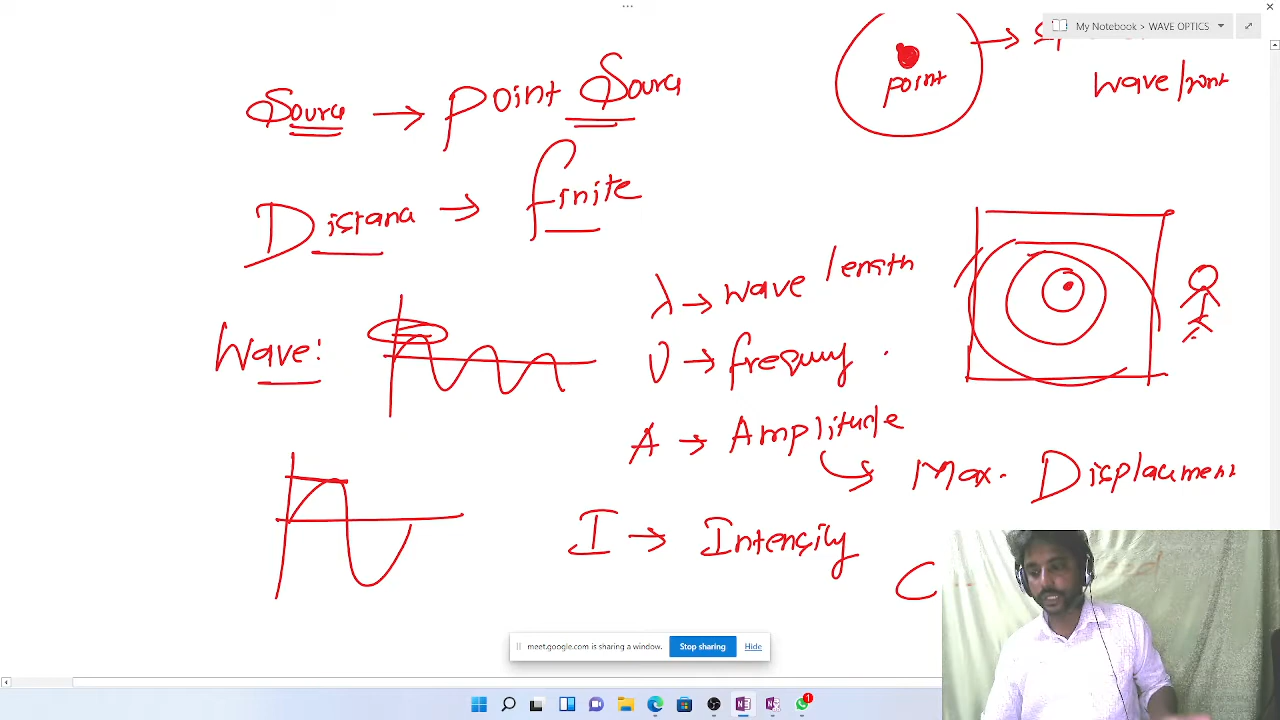 My Notebook > WAVE OPTICS
Source → Point Source
point
wave front
Distance → finite
λ → wave length
Wave:
υ → frequency
A → Amplitude
Max. Displacement
I → Intensity
C
meet.google.com is sharing a window.
Stop sharing
Hide
1